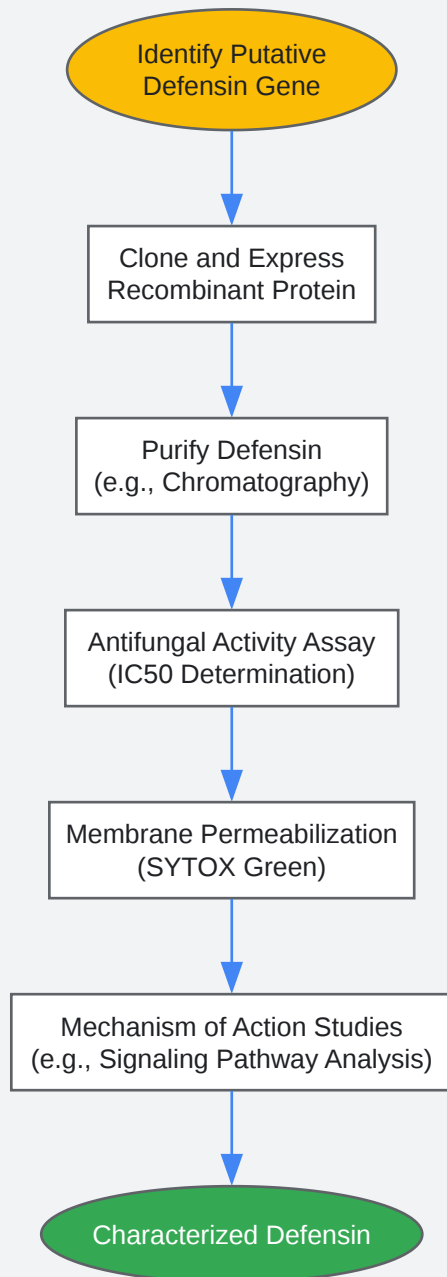 Identify Putative
Defensin Gene
Clone and Express
Recombinant Protein
Purify Defensin
(e.g., Chromatography)
Antifungal Activity Assay
(IC50 Determination)
Membrane Permeabilization
(SYTOX Green)
Mechanism of Action Studies
(e.g., Signaling Pathway Analysis)
Characterized Defensin